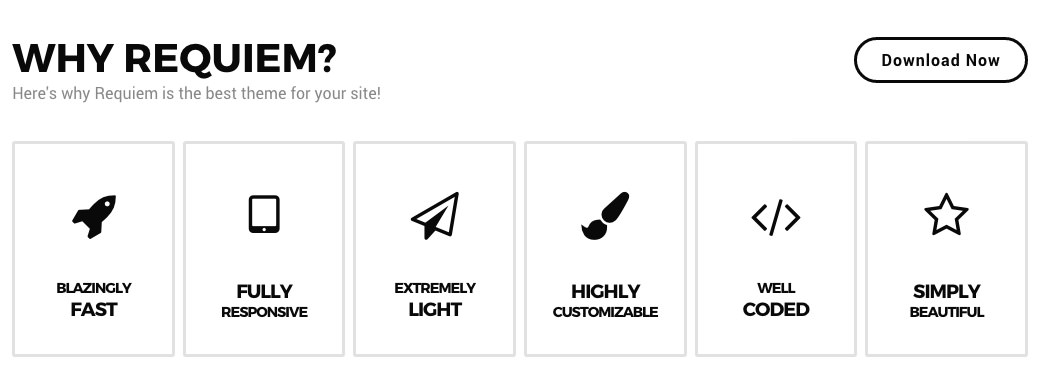 WHY REQUIEM?
Download Now
Here's why Requiem is the best theme for your site!
BLAZINGLY
FAST
FULLY
RESPONSIVE
EXTREMELY
LIGHT
HIGHLY
CUSTOMIZABLE
WELL
CODED
SIMPLY
BEAUTIFUL